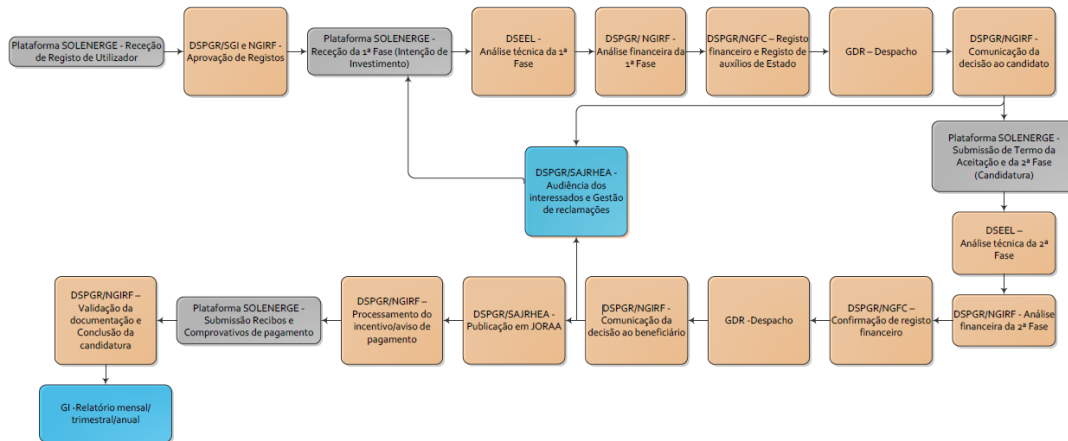 Plataforma SOLENERGE - Receção
de Registo de Utilizador
DSPGR/SGI e NGIRF -
Aprovação de Registos
Plataforma SOLENERGE -
Receção da 1ª Fase (Intenção de
Investimento)
DSEEL -
Análise técnica da 1ª
Fase
DSPGR/ NGIRF -
Análise financeira da
1ª Fase
DSPGR/NGFC – Registo
financeiro e Registo de
auxílios de Estado
GDR – Despacho
DSPGR/NGIRF -
Comunicação da
decisão ao candidato
Plataforma SOLENERGE -
Submissão de Termo da
Aceitação e da 2ª Fase
(Candidatura)
DSPGR/SAJRHEA -
Audiência dos
interessados e Gestão
de reclamações
DSEEL –
Análise técnica da 2ª
Fase
DSPGR/NGIRF - Análise
financeira da 2ª Fase
DSPGR/NGFC –
Confirmação de registo
financeiro
GDR -Despacho
DSPGR/NGIRF -
Comunicação da
decisão ao beneficiário
DSPGR/SAJRHEA -
Publicação em JORAA
DSPGR/NGIRF –
Processamento do
incentivo/aviso de
pagamento
Plataforma SOLENERGE -
Submissão Recibos e
Comprovativos de pagamento
DSPGR/NGIRF –
Validação da
documentação e
Conclusão da
candidatura
GI -Relatório mensal/
trimestral/anual